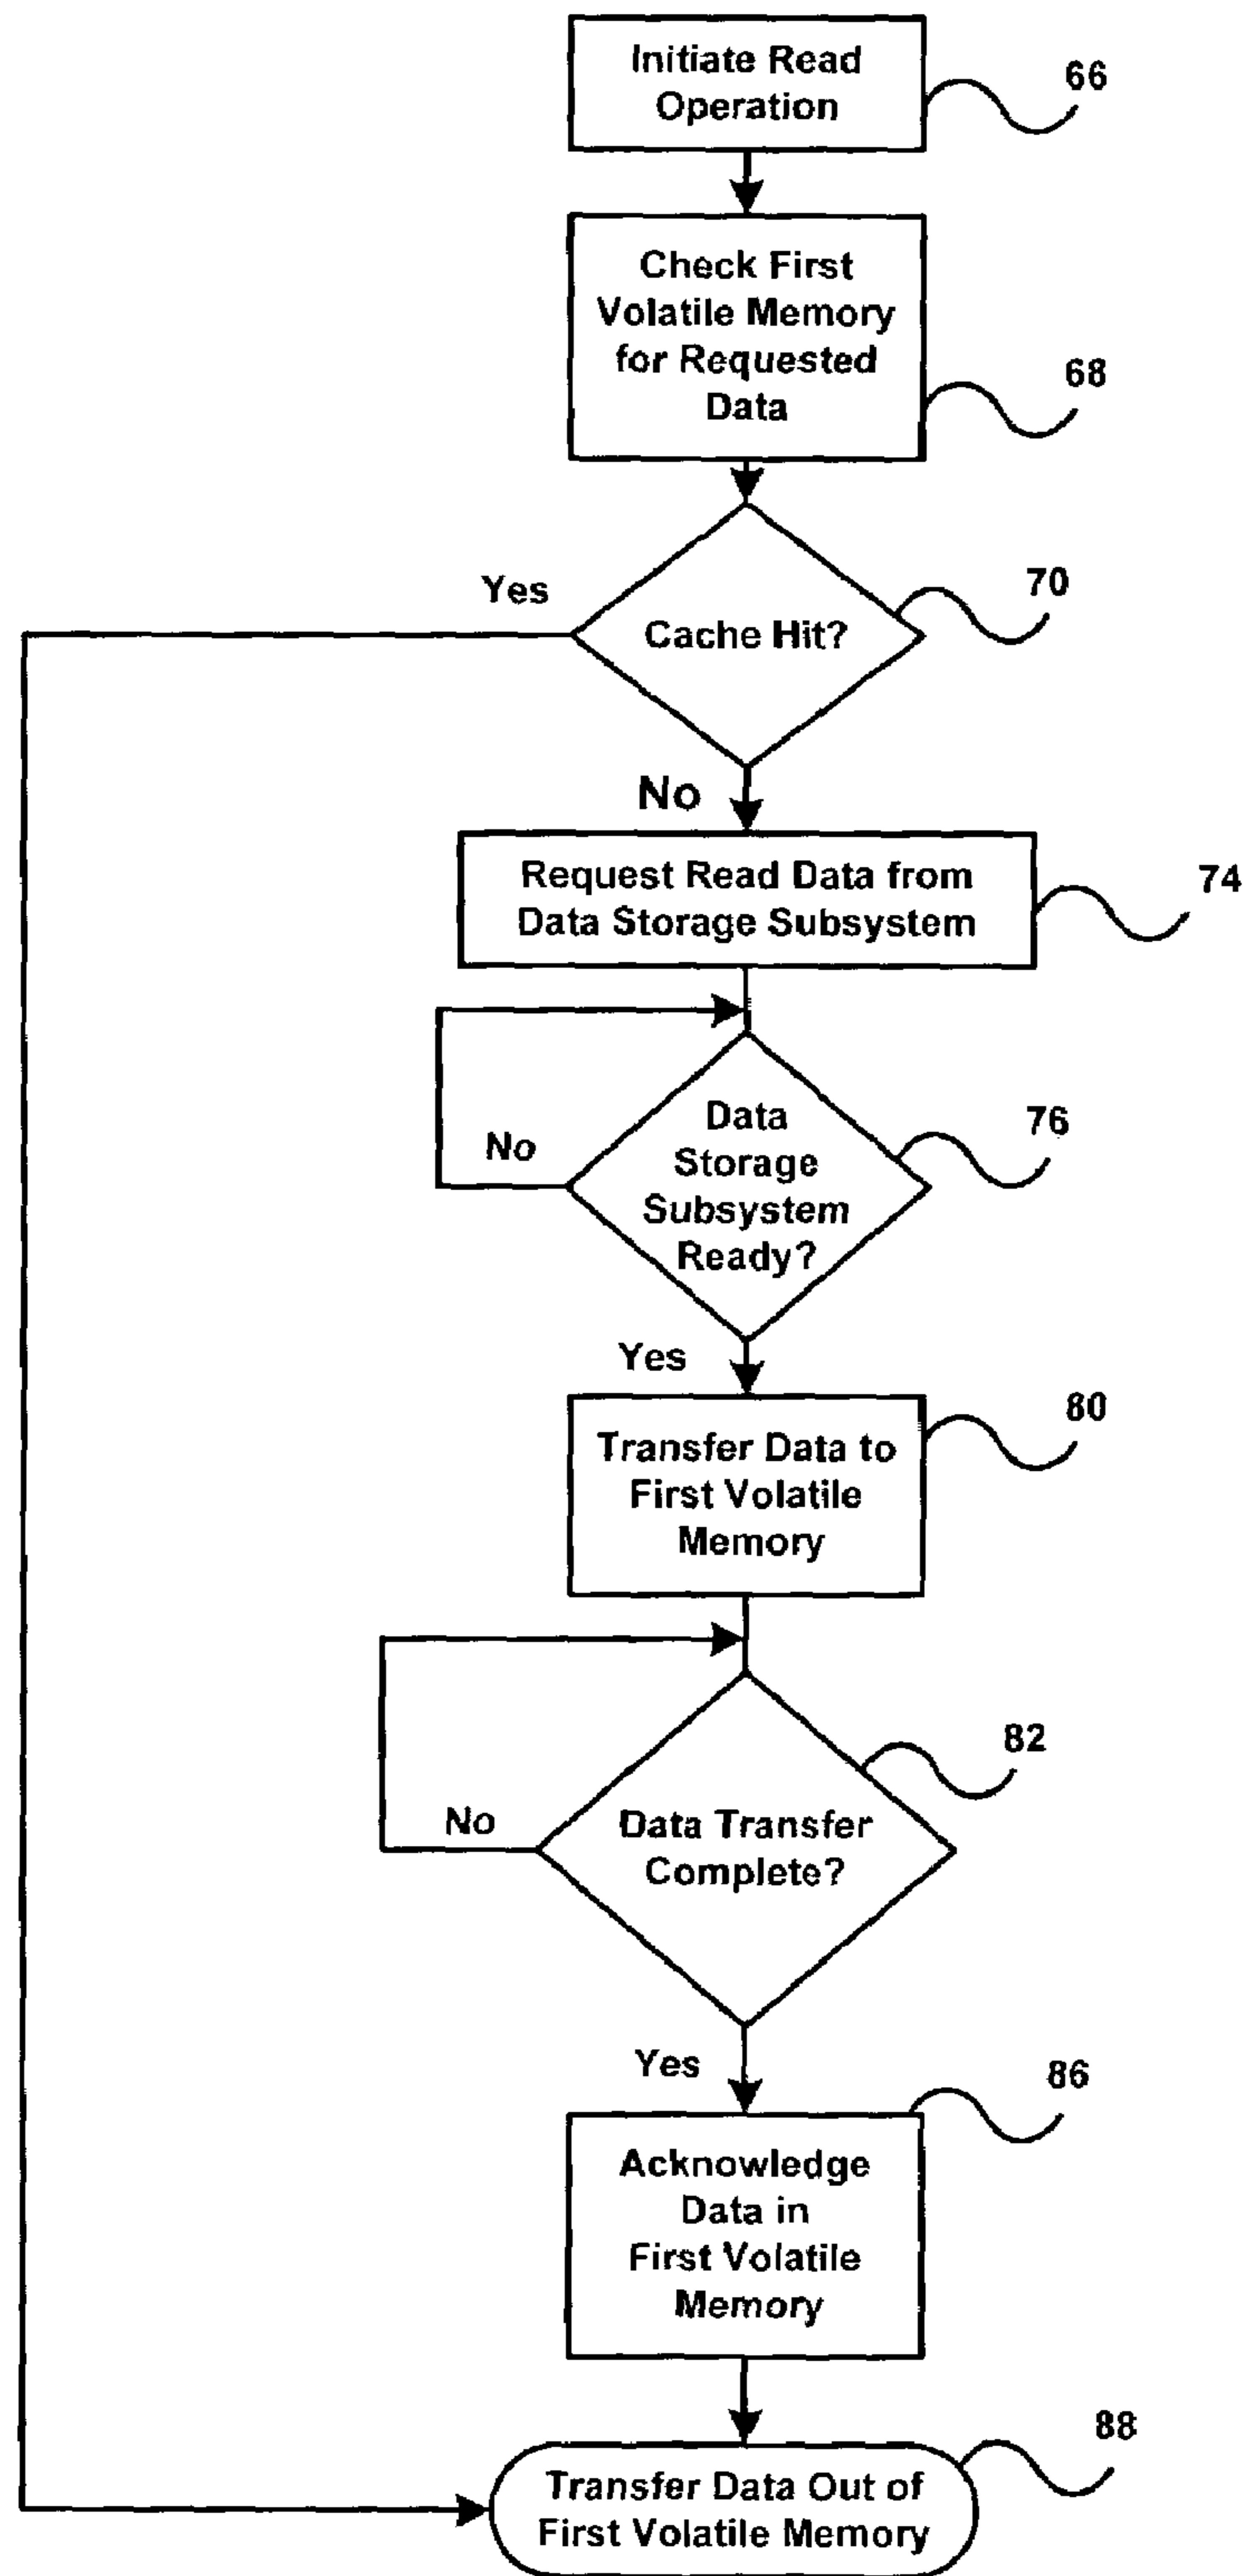 Initiate Read
Operation
66
Check First
Volatile Memory
for Requested
Data
68
Yes
Cache Hit?
70
No
Request Read Data from
Data Storage Subsystem
74
No
Data
Storage
Subsystem
Ready?
76
Yes
Transfer Data to
First Volatile
Memory
80
No
Data Transfer
Complete?
82
Yes
Acknowledge
Data in
First Volatile
Memory
86
Transfer Data Out of
First Volatile Memory
88